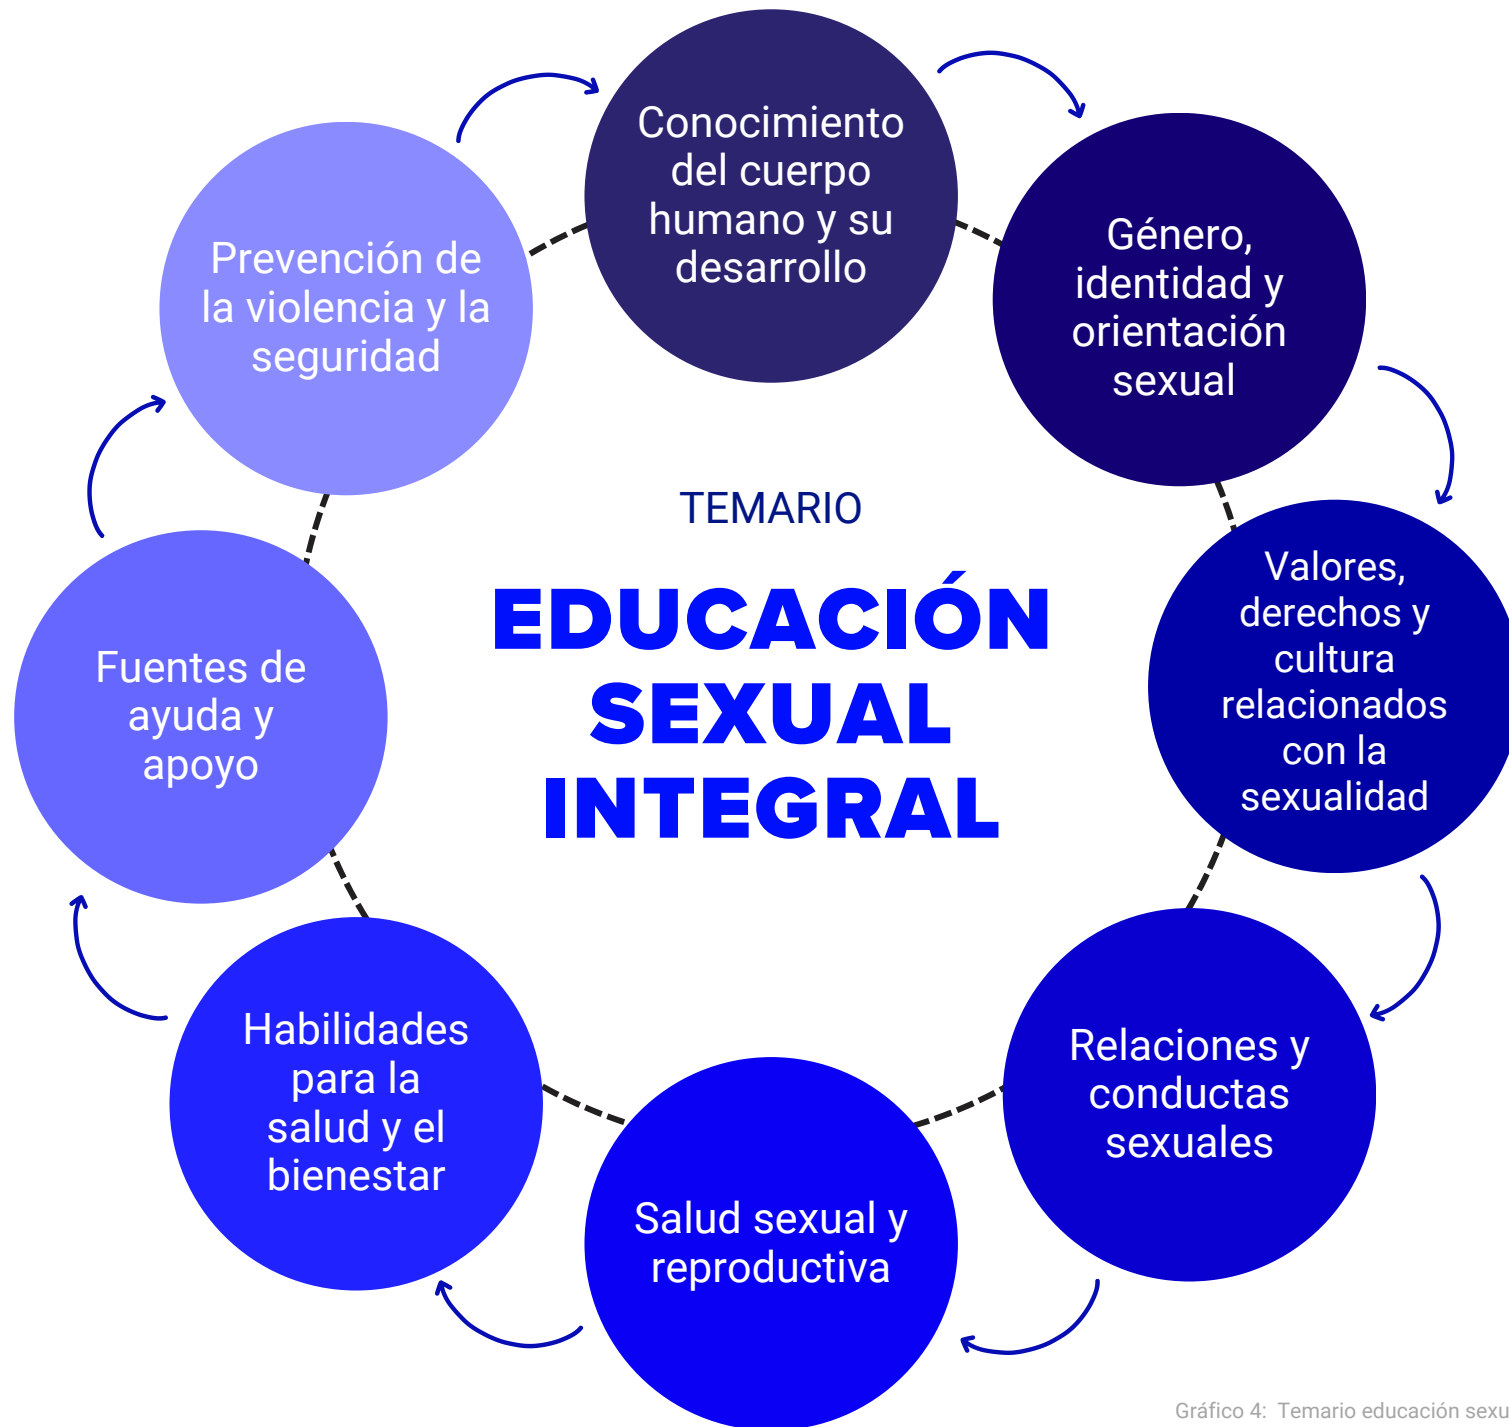 Conocimiento
del cuerpo
humano y su
desarrollo
Género,
identidad y
orientación
sexual
Valores,
derechos y
cultura
relacionados
con la
sexualidad
Relaciones y
conductas
sexuales
Salud sexual y
reproductiva
Habilidades
para la
salud y el
bienestar
Fuentes de
ayuda y
apoyo
Prevención de
la violencia y la
seguridad
TEMARIO
EDUCACIÓN
SEXUAL
INTEGRAL
Gráfico 4: Temario educación sexu